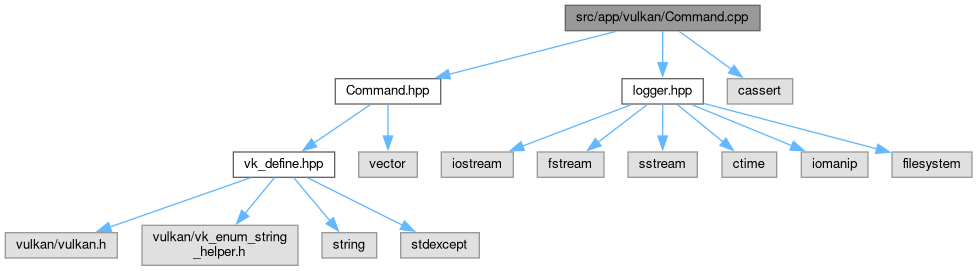 src/app/vulkan/Command.cpp
Command.hpp
logger.hpp
cassert
vk_define.hpp
vector
iostream
fstream
sstream
ctime
iomanip
filesystem
vulkan/vulkan.h
vulkan/vk_enum_string
_helper.h
string
stdexcept